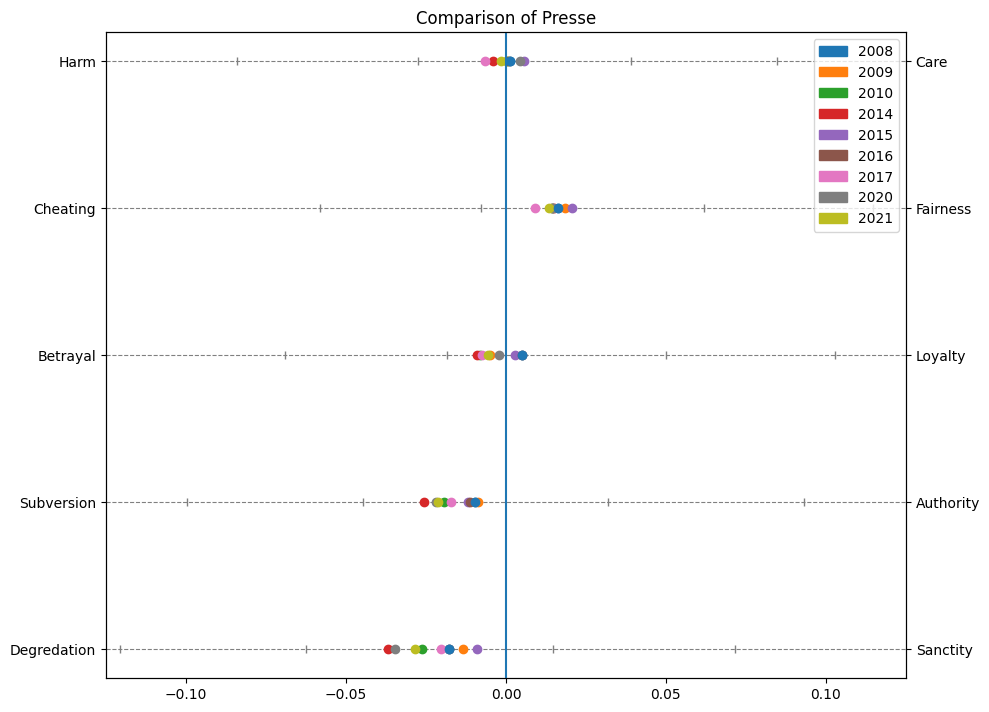 Comparison of Presse
Harm
Care
2008
2009
2010
2014
2015
2016
2017
2020
2021
Cheating
Fairness
Betrayal
Loyalty
Subversion
Authority
Degredation
Sanctity
−0.10
−0.05
0.00
0.05
0.10